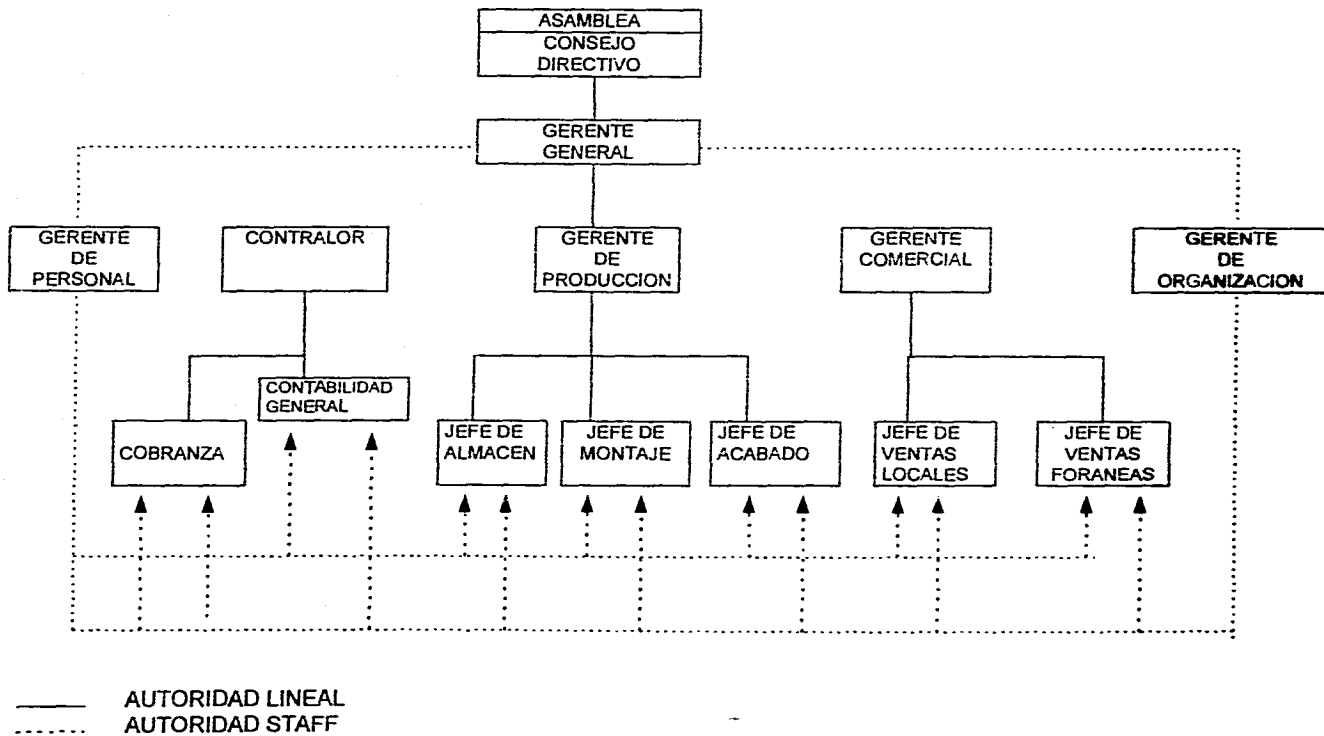 ASAMBLEA
CONSEJO
DIRECTIVO
GERENTE
GENERAL
GERENTE
DE
PERSONAL
CONTRALOR
GERENTE
DE
PRODUCCION
GERENTE
COMERCIAL
GERENTE
DE
ORGANIZACION
CONTABILIDAD
GENERAL
COBRANZA
JEFE DE
ALMACEN
JEFE DE
MONTAJE
JEFE DE
ACABADO
JEFE DE
VENTAS
LOCALES
JEFE DE
VENTAS
FORANEAS
AUTORIDAD LINEAL
AUTORIDAD STAFF